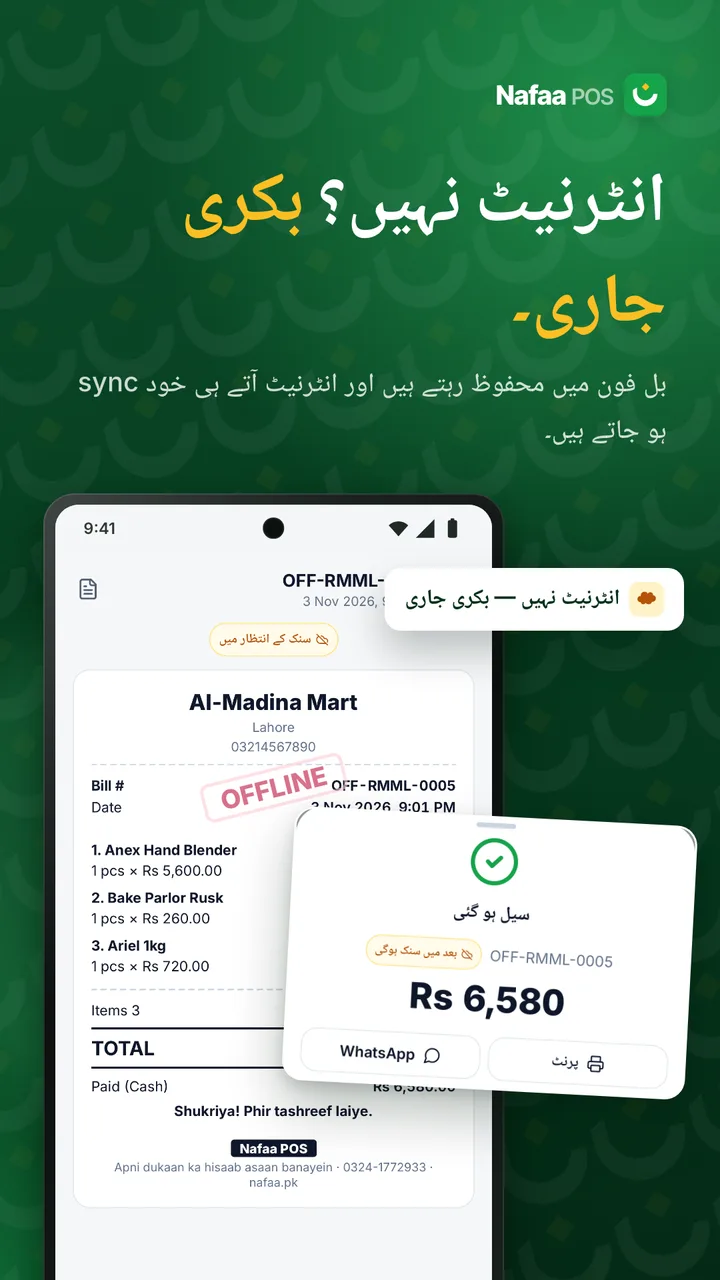 Nafaa POS
انٹرنیٹ نہیں؟ بکری
جاری۔
بل فون میں محفوظ رہتے ہیں اور انٹرنیٹ آتے ہی خود sync
ہو جاتے ہیں۔
9:41
OFF-RMML-
3 Nov 2026,
انٹرنیٹ نہیں — بکری جاری
سنک کے انتظار میں
Al-Madina Mart
Lahore
03214567890
OFFLINE
Bill # OFF-RMML-0005
Date 3 Nov 2026, 9:01 PM
1. Anex Hand Blender
1 pcs × Rs 5,600.00
2. Bake Parlor Rusk
1 pcs × Rs 260.00
3. Ariel 1kg
1 pcs × Rs 720.00
Items 3
TOTAL
Paid (Cash) Rs 6,580.00
Shukriya! Phir tashreef laiye.
Nafaa POS
Apni dukaan ka hisaab asaan banayein · 0324-1772933 ·
nafaa.pk
سیل ہو گئی
بعد میں سنک ہوگی OFF-RMML-0005
Rs 6,580
WhatsApp
پرنٹ